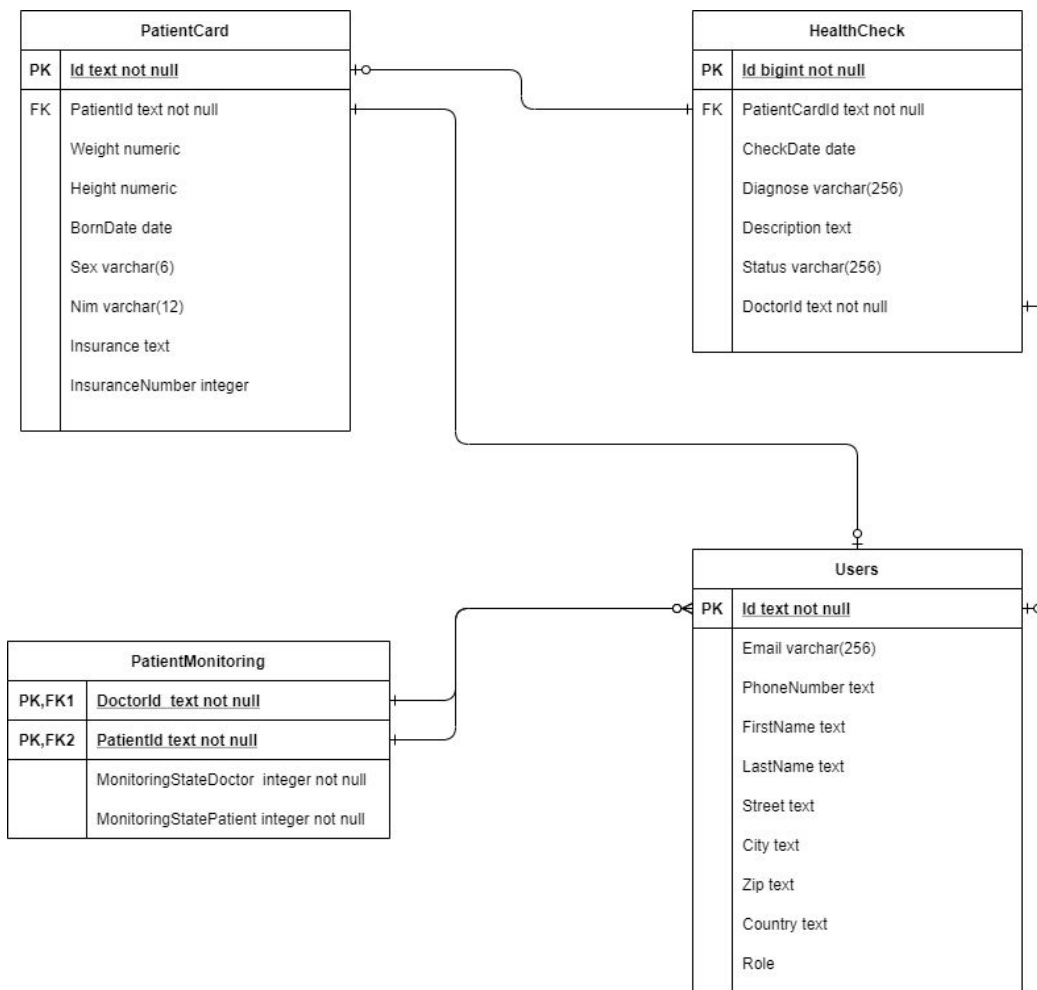 PatientCard
PK Id text not null
FK PatientId text not null
Weight numeric
Height numeric
BornDate date
Sex varchar(6)
Nim varchar(12)
Insurance text
InsuranceNumber integer
HealthCheck
PK Id bigint not null
FK PatientCardId text not null
CheckDate date
Diagnose varchar(256)
Description text
Status varchar(256)
DoctorId text not null
PatientMonitoring
PK,FK1 DoctorId text not null
PK,FK2 PatientId text not null
MonitoringStateDoctor integer not null
MonitoringStatePatient integer not null
Users
PK Id text not null
Email varchar(256)
PhoneNumber text
FirstName text
LastName text
Street text
City text
Zip text
Country text
Role